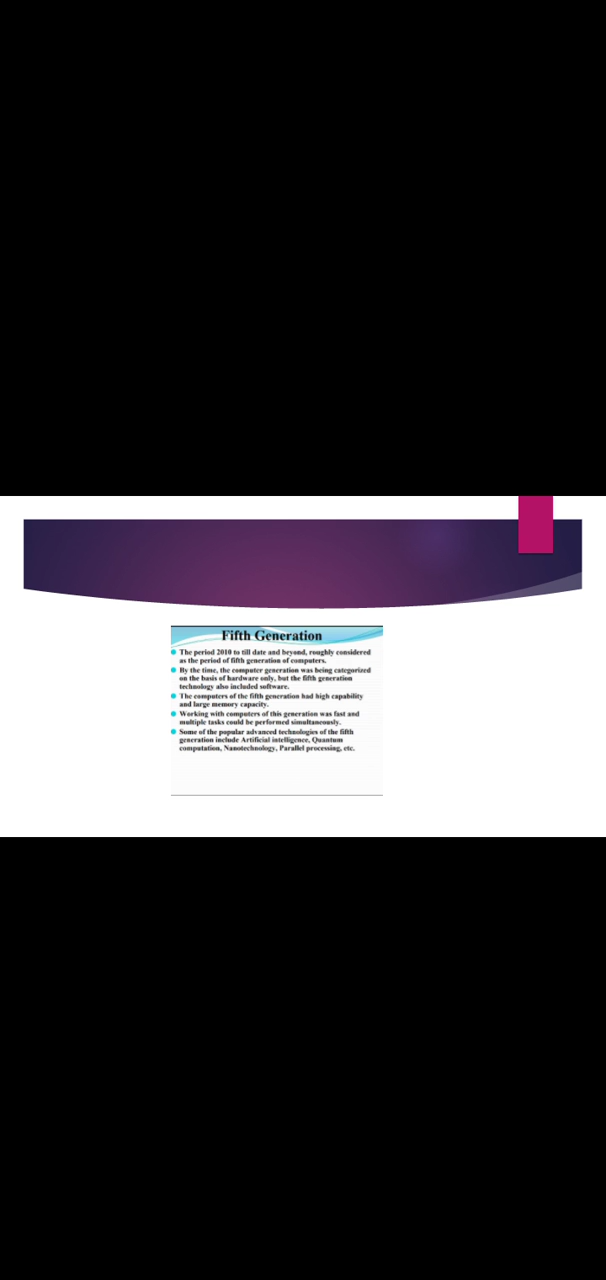 Fifth Generation
The period 2010 to till date and beyond, roughly considered
as the period of fifth generation of computers.
By the time, the computer generation was being categorized
on the basis of hardware only, but the fifth generation
technology also included software.
The computers of the fifth generation had high capability
and large memory capacity.
Working with computers of this generation was fast and
multiple tasks could be performed simultaneously.
Some of the popular advanced technologies of the fifth
generation include Artificial intelligence, Quantum
computation, Nanotechnology, Parallel processing, etc.